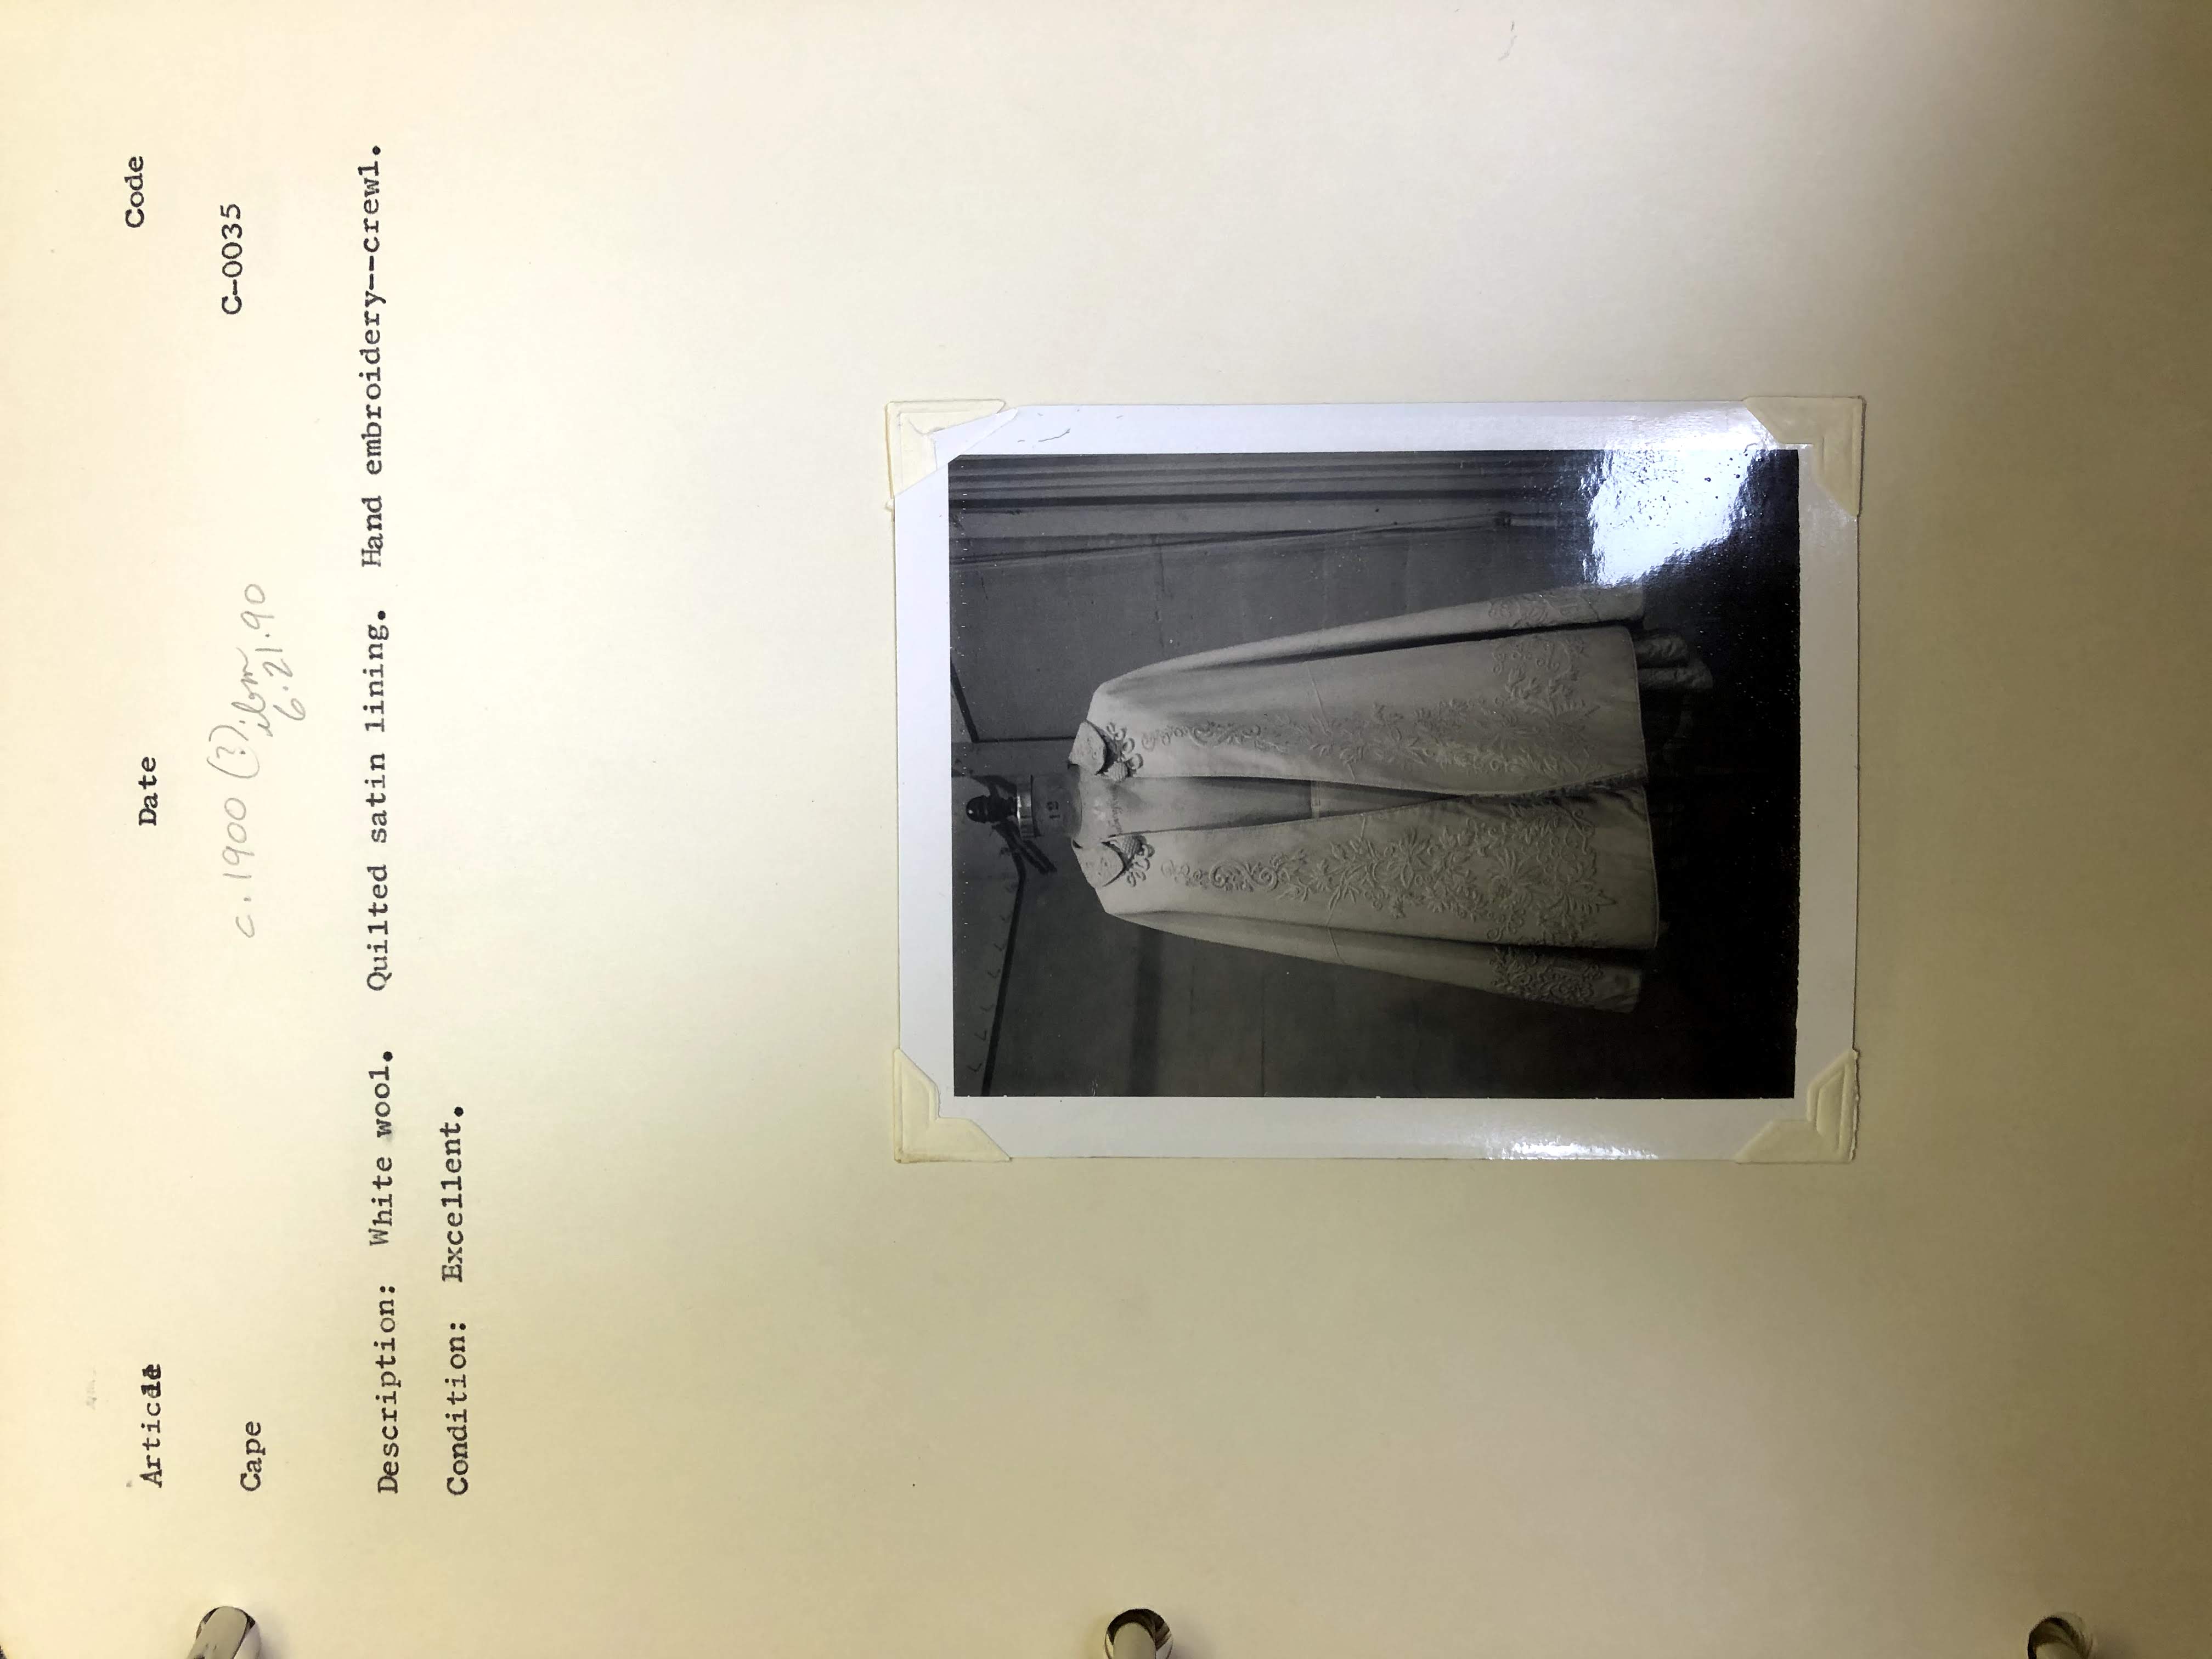 Article Date Code
Cape c.1900 (?). C-0035
6.21.90
Description: White wool. Quilted satin lining. Hand embroidery--crewl.
Condition: Excellent.
12